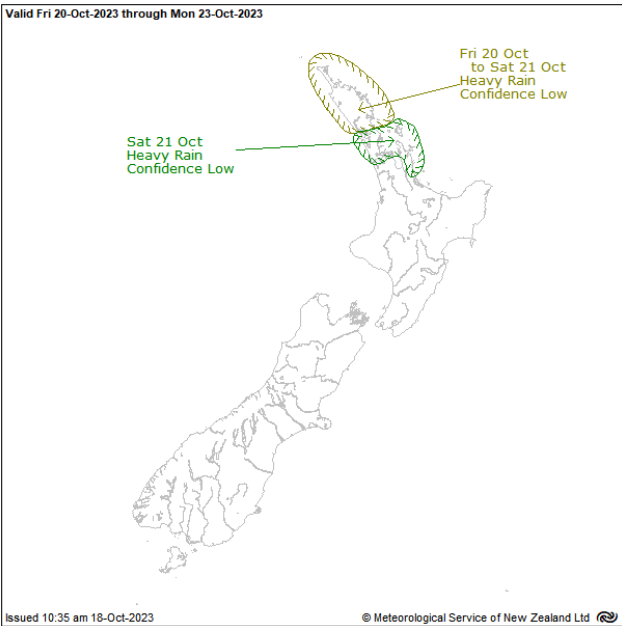 Valid Fri 20-Oct-2023 through Mon 23-Oct-2023
Fri 20 Oct
to Sat 21 Oct
Heavy Rain
Confidence Low
Sat 21 Oct
Heavy Rain
Confidence Low
Issued 10:35 am 18-Oct-2023
© Meteorological Service of New Zealand Ltd